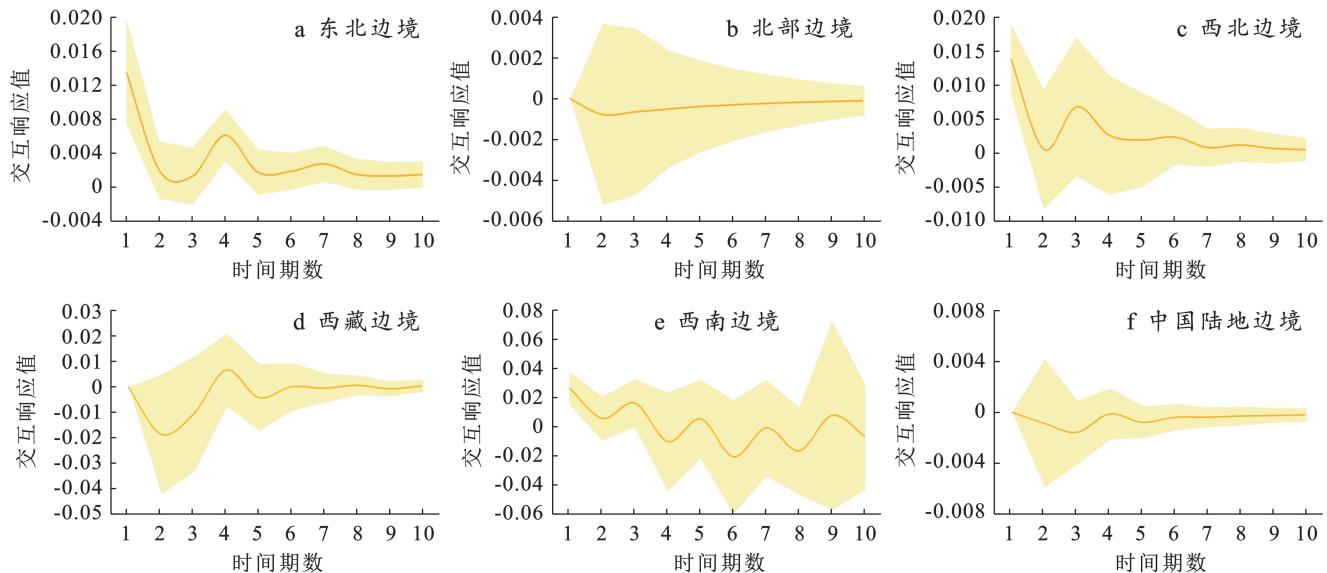 a 东北边境
交互响应值
0.020
0.016
0.012
0.008
0.004
0
-0.004
1 2 3 4 5 6 7 8 9 10
时间期数
b 北部边境
交互响应值
0.004
0.002
0
-0.002
-0.004
-0.006
1 2 3 4 5 6 7 8 9 10
时间期数
c 西北边境
交互响应值
0.020
0.015
0.010
0.005
0
-0.005
-0.010
1 2 3 4 5 6 7 8 9 10
时间期数
d 西藏边境
交互响应值
0.03
0.02
0.01
0
-0.01
-0.02
-0.03
-0.04
-0.05
1 2 3 4 5 6 7 8 9 10
时间期数
e 西南边境
交互响应值
0.08
0.06
0.04
0.02
0
-0.02
-0.04
-0.06
1 2 3 4 5 6 7 8 9 10
时间期数
f 中国陆地边境
交互响应值
0.008
0.004
0
-0.004
-0.008
1 2 3 4 5 6 7 8 9 10
时间期数